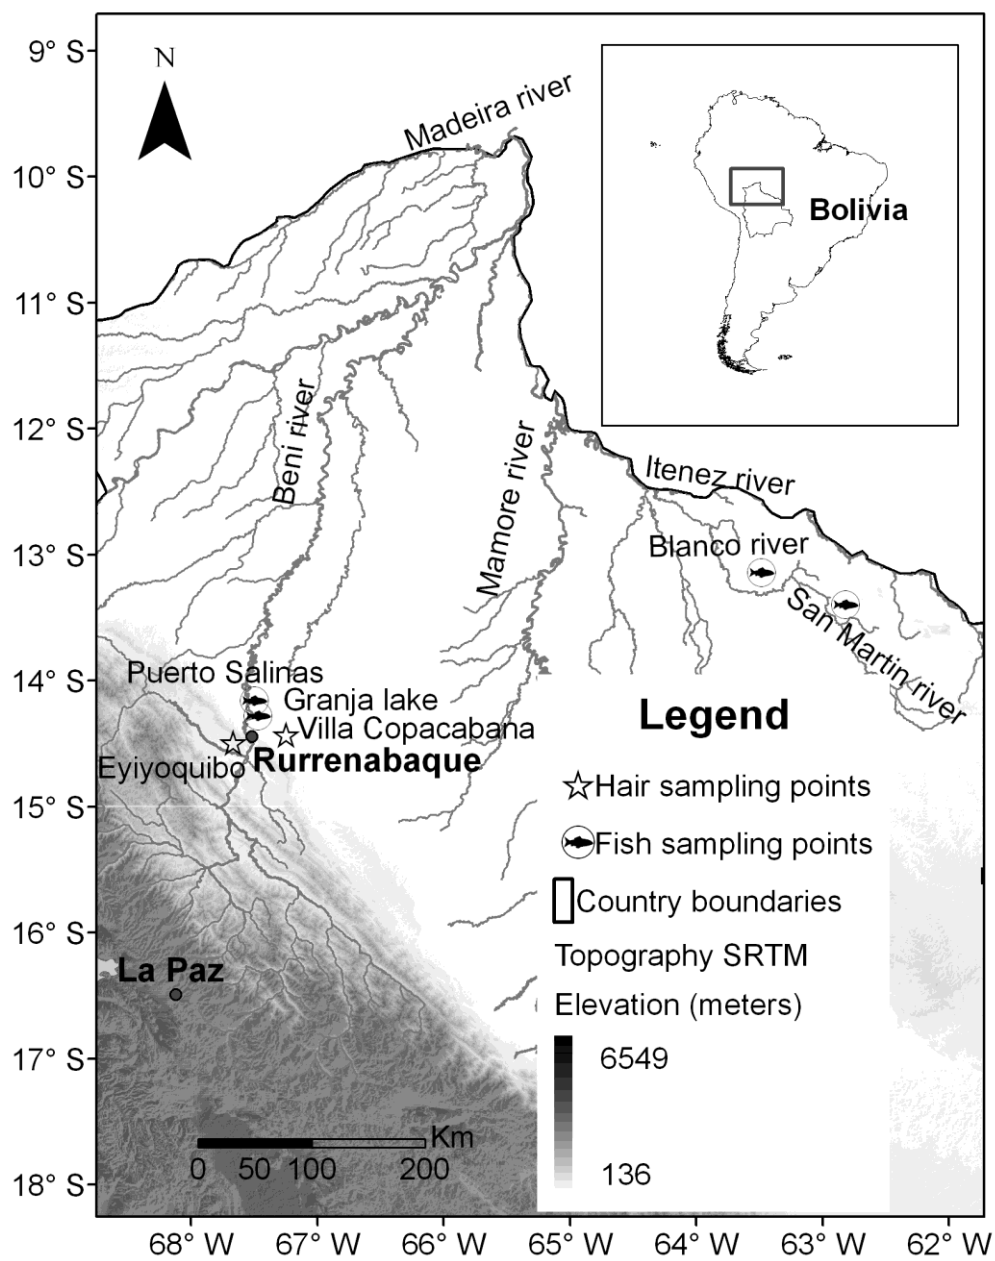 9° S
N
Madeira river
10° S
Bolivia
11° S
12° S
Beni river
Mamore river
Itenez river
13° S
Blanco river
San Martin river
Puerto Salinas
14° S
Granja lake
Villa Copacabana
Rurrenabaque
Eyiyoquibo
15° S
16° S
La Paz
17° S
18° S
Legend
Hair sampling points
Fish sampling points
Country boundaries
Topography SRTM
Elevation (meters)
6549
136
Km
0 50 100 200
68° W 67° W 66° W 65° W 64° W 63° W 62° W